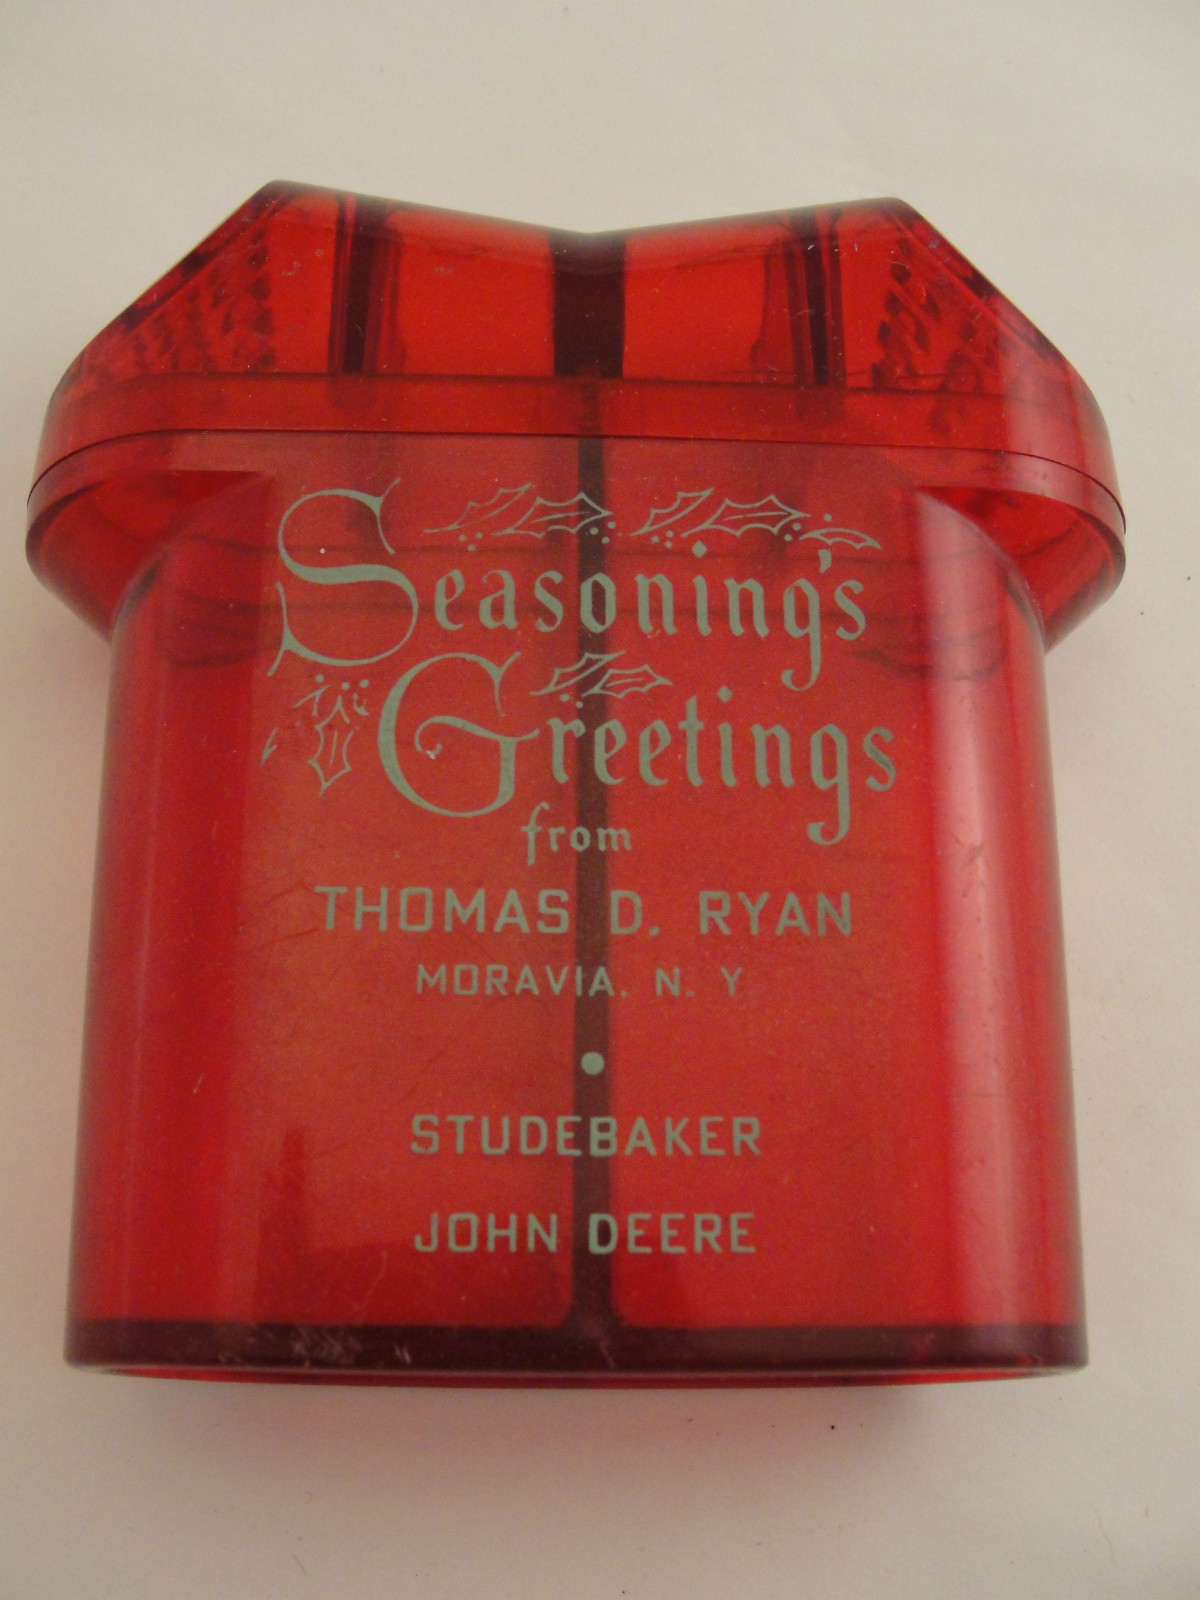 Seasoning's
Greetings
from
THOMAS D. RYAN
MORAVIA. N. Y
•
STUDEBAKER
JOHN DEERE